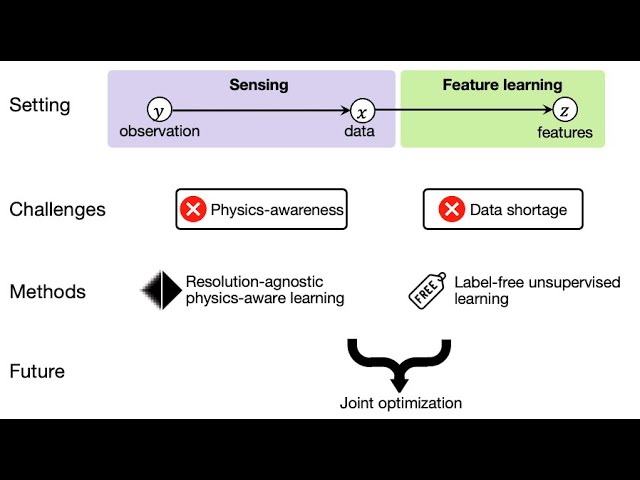 Setting
Sensing
Feature learning
y
x
z
observation
data
features
Challenges
Physics-awareness
Data shortage
Methods
Resolution-agnostic
physics-aware learning
FREE
Label-free unsupervised
learning
Future
Joint optimization